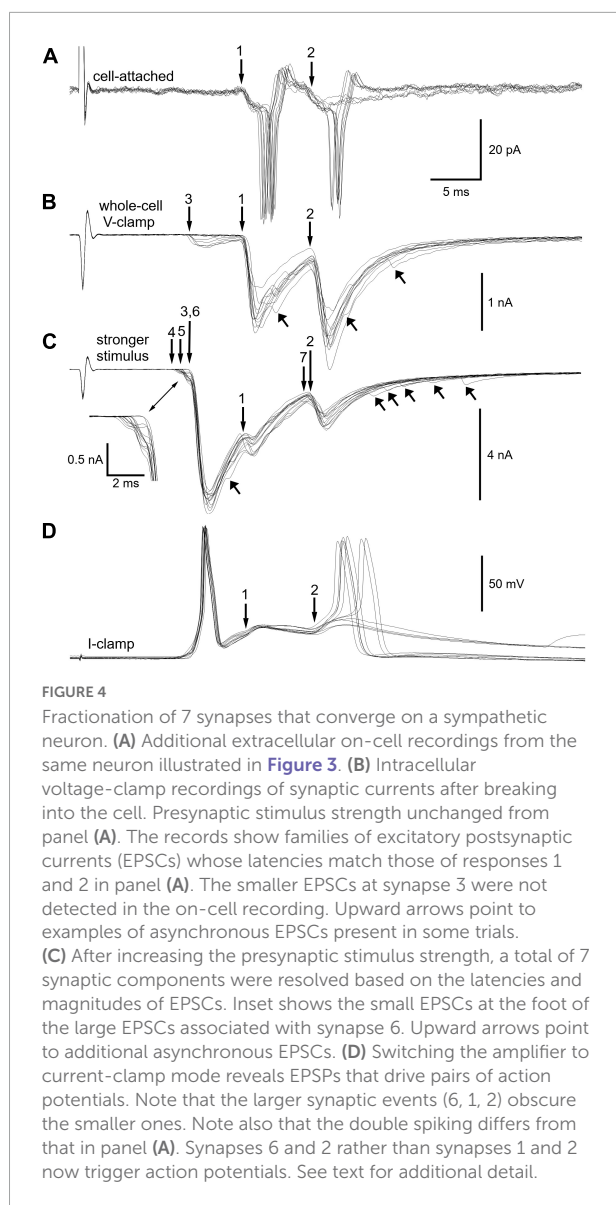 A
1
2
cell-attached
20 pA
5 ms
B
whole-cell
V-clamp
3
1
2
1 nA
C
stronger
stimulus
3,6
4
5
2
7
1
0.5 nA
2 ms
4 nA
D
50 mV
1
2
I-clamp
FIGURE 4
Fractionation of 7 synapses that converge on a sympathetic
neuron. (A) Additional extracellular on-cell recordings from the
same neuron illustrated in Figure 3. (B) Intracellular
voltage-clamp recordings of synaptic currents after breaking
into the cell. Presynaptic stimulus strength unchanged from
panel (A). The records show families of excitatory postsynaptic
currents (EPSCs) whose latencies match those of responses 1
and 2 in panel (A). The smaller EPSCs at synapse 3 were not
detected in the on-cell recording. Upward arrows point to
examples of asynchronous EPSCs present in some trials.
(C) After increasing the presynaptic stimulus strength, a total of 7
synaptic components were resolved based on the latencies and
magnitudes of EPSCs. Inset shows the small EPSCs at the foot of
the large EPSCs associated with synapse 6. Upward arrows point
to additional asynchronous EPSCs. (D) Switching the amplifier to
current-clamp mode reveals EPSPs that drive pairs of action
potentials. Note that the larger synaptic events (6, 1, 2) obscure
the smaller ones. Note also that the double spiking differs from
that in panel (A). Synapses 6 and 2 rather than synapses 1 and 2
now trigger action potentials. See text for additional detail.